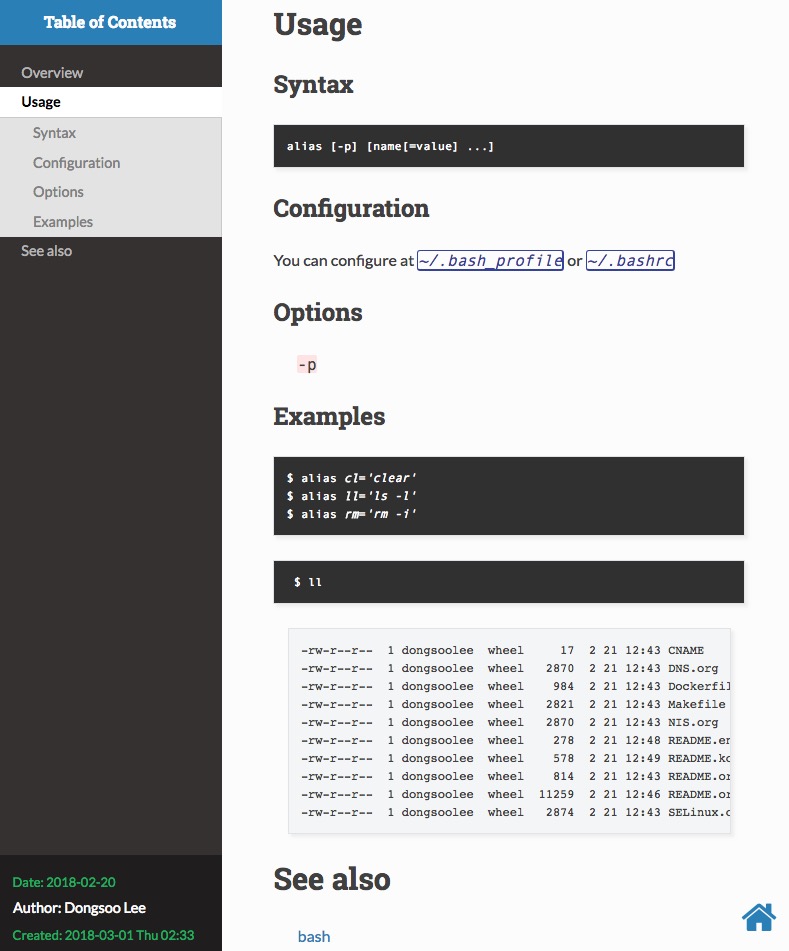 Table of Contents
Overview
Usage
Syntax
Configuration
Options
Examples
See also
Date: 2018-02-20
Author: Dongsoo Lee
Created: 2018-03-01 Thu 02:33
Usage
Syntax
alias [-p] [name[=value] ...]
Configuration
You can configure at ~/.bash_profile or ~/.bashrc
Options
-p
Examples
$ alias cl='clear'
$ alias ll='ls -l'
$ alias rm='rm -i'
$ ll
-rw-r--r-- 1 dongsoolee wheel 17 2 21 12:43 CNAME
-rw-r--r-- 1 dongsoolee wheel 2870 2 21 12:43 DNS.org
-rw-r--r-- 1 dongsoolee wheel 984 2 21 12:43 Dockerfil
-rw-r--r-- 1 dongsoolee wheel 2821 2 21 12:43 Makefile
-rw-r--r-- 1 dongsoolee wheel 2870 2 21 12:43 NIS.org
-rw-r--r-- 1 dongsoolee wheel 278 2 21 12:48 README.en
-rw-r--r-- 1 dongsoolee wheel 578 2 21 12:49 README.ko
-rw-r--r-- 1 dongsoolee wheel 814 2 21 12:43 README.or
-rw-r--r-- 1 dongsoolee wheel 11259 2 21 12:46 README.or
-rw-r--r-- 1 dongsoolee wheel 2874 2 21 12:43 SELinux.o
See also
bash